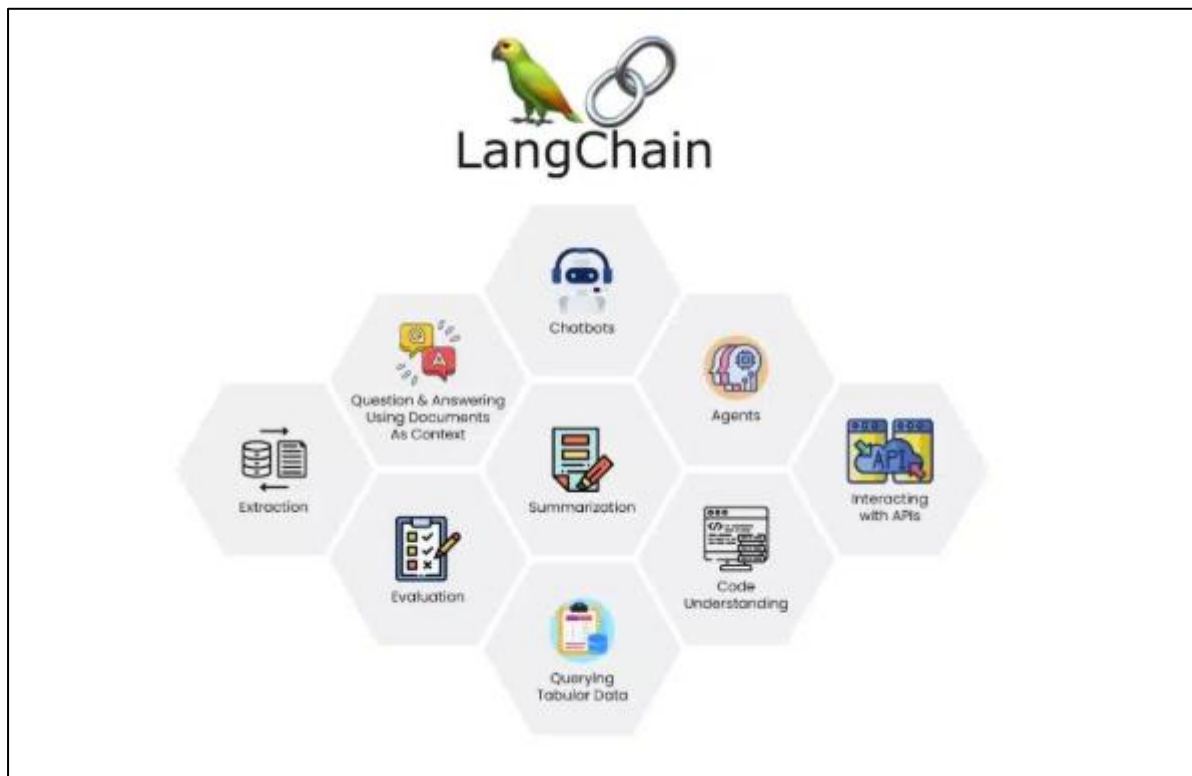 LangChain
Chatbots
Question & Answering
Using Documents
As Context
Agents
Extraction
Summarization
API
Interacting
with APIs
Q
A
Evaluation
Code
Understanding
Querying
Tabular Data